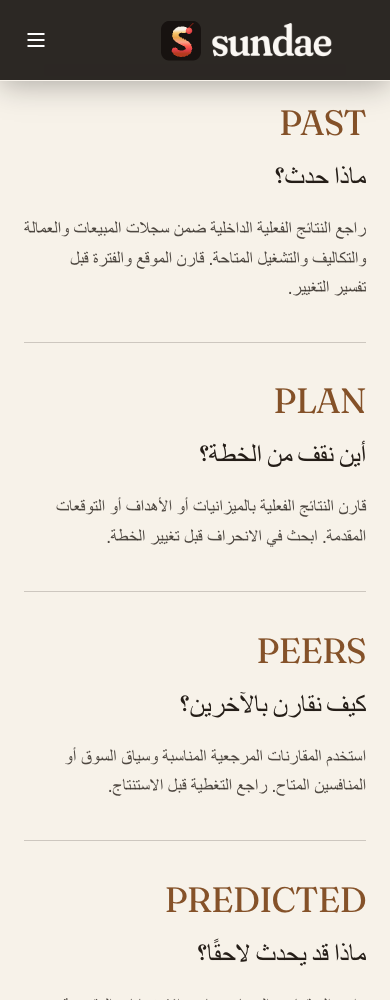 sundae
PAST
ماذا حدث؟
راجع النتائج الفعلية الداخلية ضمن سجلات المبيعات والعمالة
والتكاليف والتشغيل المتاحة. قارن الموقع والفترة قبل
تفسير التغيير.
PLAN
أين نقف من الخطة؟
قارن النتائج الفعلية بالميزانيات أو الأهداف أو التوقعات
المقدمة. ابحث في الانحراف قبل تغيير الخطة.
PEERS
كيف نقارن بالآخرين؟
استخدم المقارنات المرجعية المناسبة وسياق السوق أو
المنافسين المتاح. راجع التغطية قبل الاستنتاج.
PREDICTED
ماذا قد يحدث لاحقًا؟